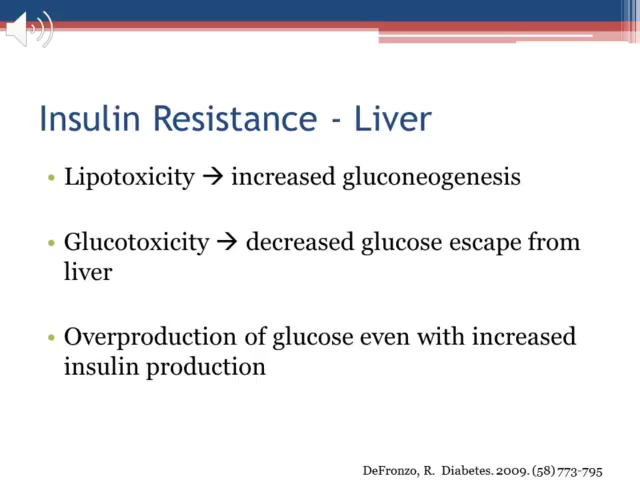 Insulin Resistance - Liver
• Lipotoxicity → increased gluconeogenesis
• Glucotoxicity → decreased glucose escape from
liver
• Overproduction of glucose even with increased
insulin production
DeFronzo, R. Diabetes. 2009. (58) 773-795